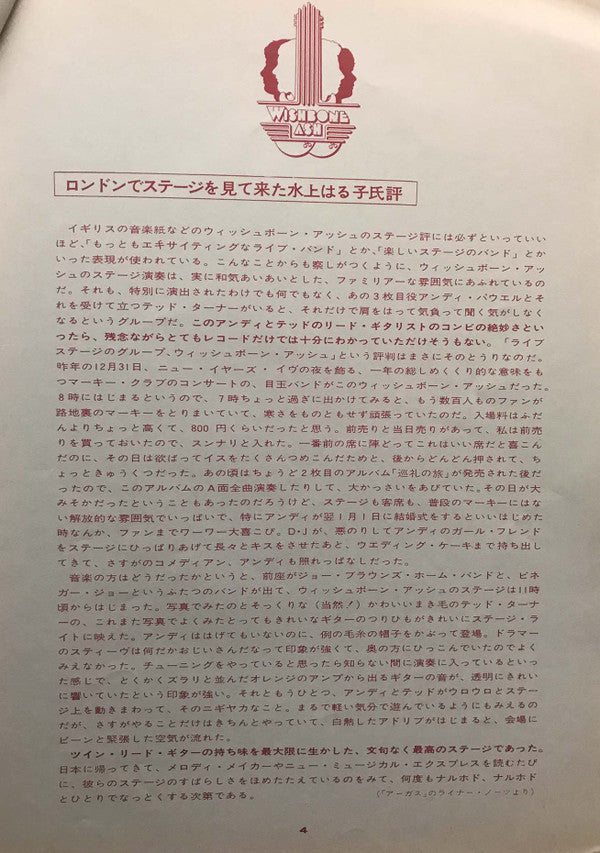 WISHBONE
ASH
ロンドンでステージを見て来た水上はる子氏評
イギリスの音楽紙などのウィッシュボーン・アッシュのステージ評には必ずといっていい
ほど、「もっともエキサイティングなライブ・バンド」とか、「楽しいステージのバンド」とか
いった表現が使われている。こんなことからも察しがつくように、ウィッシュボーン・アッ
シュのステージ演奏は、実に和気あいあいとした、ファミリアーな雰囲気にあふれているの
だ。それも、特別に演出されたわけでも何でもなく、あの3枚目役アンディ・パウエルとそ
れを受けて立つテッド・ターナーがいると、それだけで肩をはって気負って聞く気がしなく
なるというグループだ。このアンディとテッドのリード・ギタリストのコンビの絶妙さとい
ったら、残念ながらとてもレコードだけでは十分にわかっていただけそうもない。「ライブ
ステージのグループ、ウィッシュボーン・アッシュ」という評判はまさにそのとうりなのだ。
昨年の12月31日、ニュー・イヤーズ・イヴの夜を飾る、一年の総しめくくり的な意味をも
つマーキー・クラブのコンサートの、目玉バンドがこのウィッシュボーン・アッシュだった。
8時にはじまるというので、7時ちょっと過ぎに出かけてみると、もう数百人ものファンが
路地裏のマーキーをとりまいていて、寒さをものともせず頑張っていたのだ。入場料はふだ
んよりちょっと高くて、800円くらいだったと思う。前売りと当日売りがあって、私は前売
りを買っておいたので、スンナリと入れた。一番前の席に陣どってこれはいい席だと喜こん
だのに、その日は欲ばってイスをたくさんつめこんだためと、後からどんどん押されて、ち
ょっときゅうくつだった。あの頃はちょうど2枚目のアルバム「巡礼の旅」が発売された後だ
ったので、このアルバムのA面全曲演奏したりして、大かっさいをあびていた。その日が大
みそかだったということもあったのだろうけど、ステージも客席も、普段のマーキーにはな
い解放的な雰囲気でいっぱいで、特にアンディが翌1月1日に結婚式をするといいはじめた
時なんか、ファンまでワーワー大喜こび。D・Jが、悪のりしてアンディのガール・フレンド
をステージにひっぱりあげて長々とキスをさせたあと、ウエディング・ケーキまで持ち出し
てきて、さすがのコメディアン、アンディも照れっぱなしだった。
音楽の方はどうだったかというと、前座がジョー・ブラウンズ・ホーム・バンドと、ビネ
ガー・ジョーというふたつのバンドが出て、ウィッシュボーン・アッシュのステージは11時
頃からはじまった。写真でみたのとそっくりな(当然!)かわいいまき毛のテッド・ターナ
ーの、これまた写真でよくみたとってもきれいなギターのつりひもがきれいにステージ・ラ
イトに映えた。アンディははげてもいないのに、例の毛糸の帽子をかぶって登場。ドラマー
のスティーヴは何だかおじいさんだなって印象が強くて、奥の方にひっこんでいたのでよく
みえなかった。チューニングをやっていると思ったら知らない間に演奏に入っているといっ
た感じで、とくかくズラリと並んだオレンジのアンプから出るギターの音が、透明にきれい
に響いていたという印象が強い。それともうひとつ、アンディとテッドがウロウロとステー
ジ上を動きまわって、そのニギヤカなこと。まるで軽い気分で遊んでいるようにもみえるの
だが、さすがやることだけはきちんとやっていて、白熱したアドリブがはじまると、会場に
ピーンと緊張した空気が流れた。
ツイン・リード・ギターの持ち味を最大限に生かした、文句なく最高のステージであった。
日本に帰ってきて、メロディ・メイカーやニュー・ミュージカル・エクスプレスを読むたび
に、彼らのステージのすばらしさをほめたたえているのをみて、何度もナルホド、ナルホド
とひとりでなっとくする次第である。
(「アーガス」のライナー・ノーツより)
4